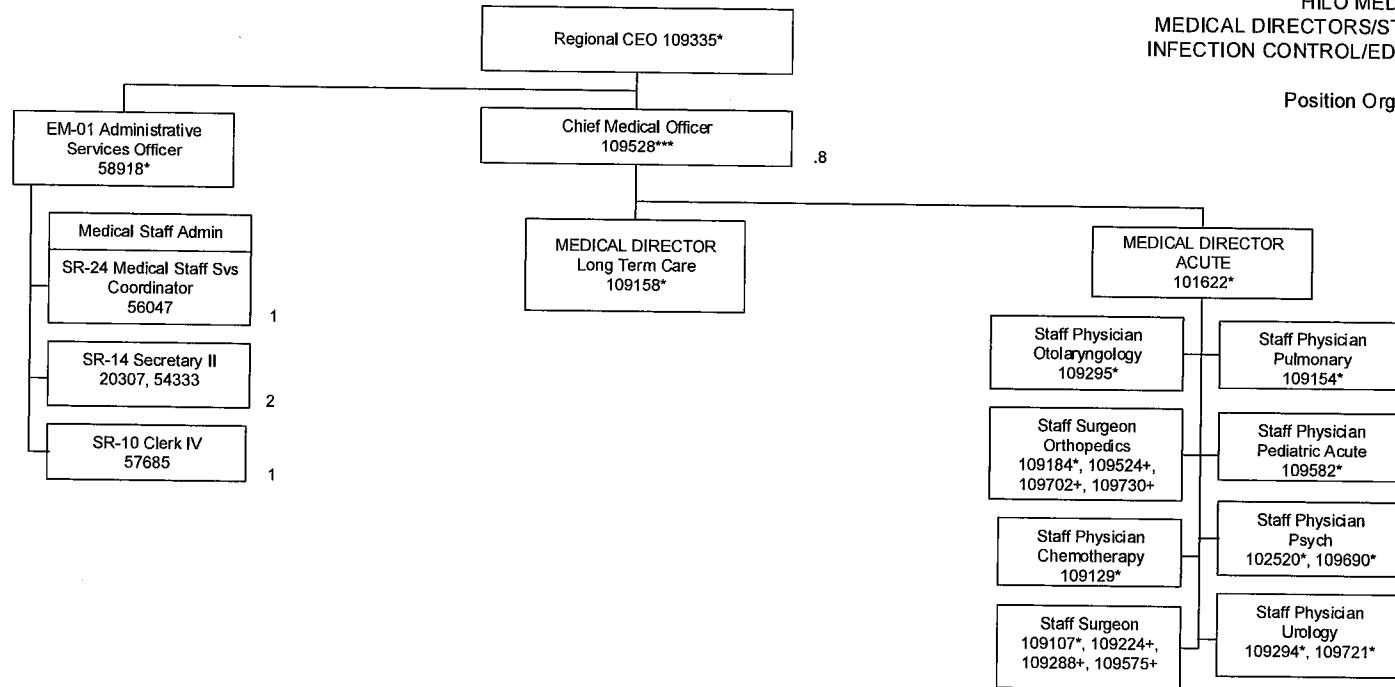 HILO MED
MEDICAL DIRECTORS/ST
INFECTION CONTROL/ED
Position Org
Regional CEO 109335*
EM-01 Administrative
Services Officer
58918*
Chief Medical Officer
109528***
.8
Medical Staff Admin
SR-24 Medical Staff Svs
Coordinator
56047
1
SR-14 Secretary II
20307, 54333
2
SR-10 Clerk IV
57685
1
MEDICAL DIRECTOR
Long Term Care
109158*
MEDICAL DIRECTOR
ACUTE
101622*
Staff Physician
Otolaryngology
109295*
Staff Physician
Pulmonary
109154*
Staff Surgeon
Orthopedics
109184*, 109524+,
109702+, 109730+
Staff Physician
Pediatric Acute
109582*
Staff Physician
Chemotherapy
109129*
Staff Physician
Psych
102520*, 109690*
Staff Surgeon
109107*, 109224+,
109288+, 109575+
Staff Physician
Urology
109294*, 109721*